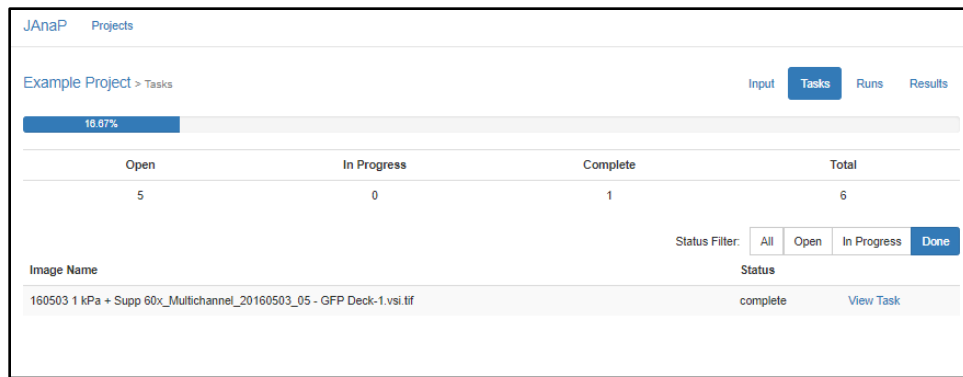 JAnaP Projects
Example Project > Tasks Input Tasks Runs Results
16.67%
Open In Progress Complete Total
5 0 1 6
Status Filter: All Open In Progress Done
Image Name Status
160503 1 kPa + Supp 60x_Multichannel_20160503_05 - GFP Deck-1.vsi.tif complete View Task